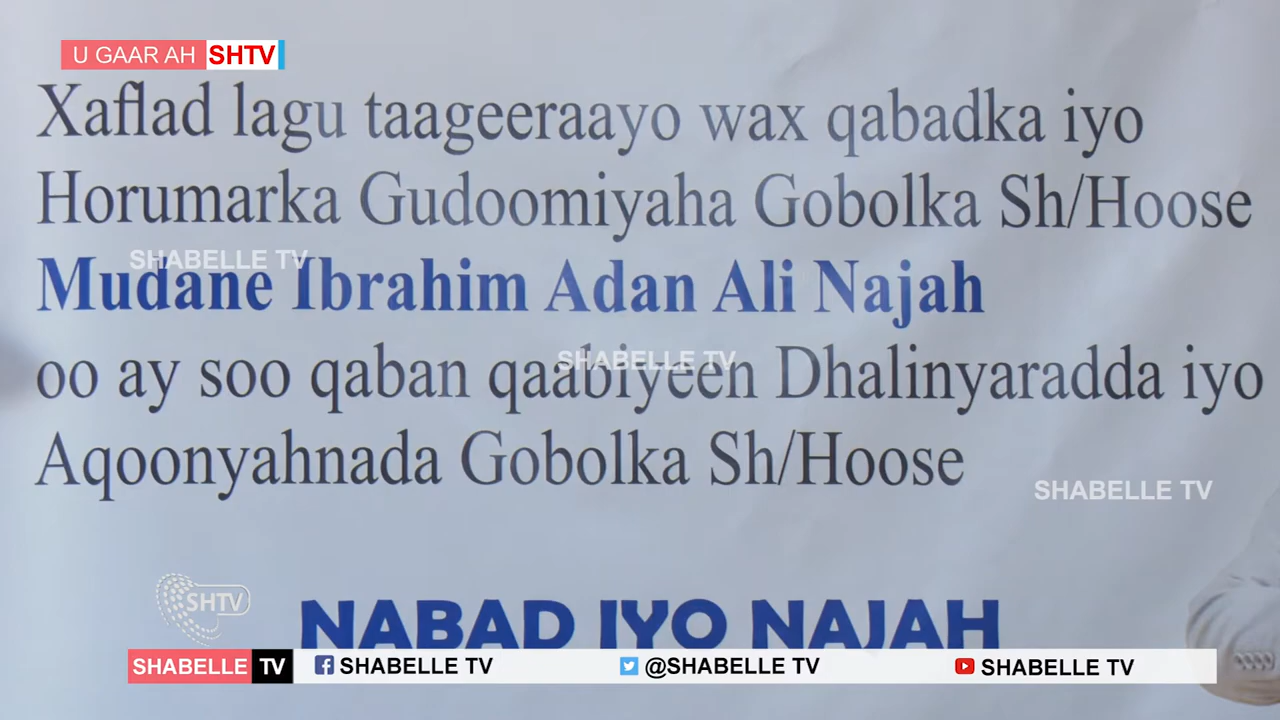 U GAAR AH SHTV
Xaflad lagu taageeraayo wax qabadka iyo
Horumarka Gudoomiyaha Gobolka Sh/Hoose
SHABELLE TV
Mudane Ibrahim Adan Ali Najah
SHABELLE TV
oo ay soo qaban qaabiyeen Dhalinyaradda iyo
Aqoonyahnada Gobolka Sh/Hoose
SHABELLE TV
SHTV
NABAD IYO NAJAH
SHABELLE TV SHABELLE TV @SHABELLE TV SHABELLE TV